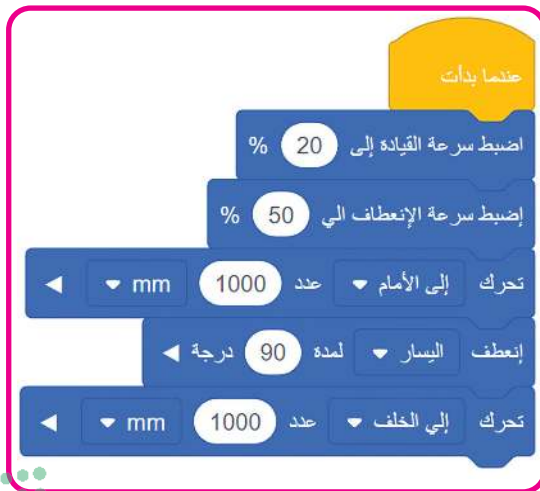 عندما بدأت
اضبط سرعة القيادة إلى 20 %
إضبط سرعة الإنعطاف الي 50 %
تحرك إلى الأمام عدد 1000 mm
إنعطف اليسار لمدة 90 درجة
تحرك إلي الخلف عدد 1000 mm